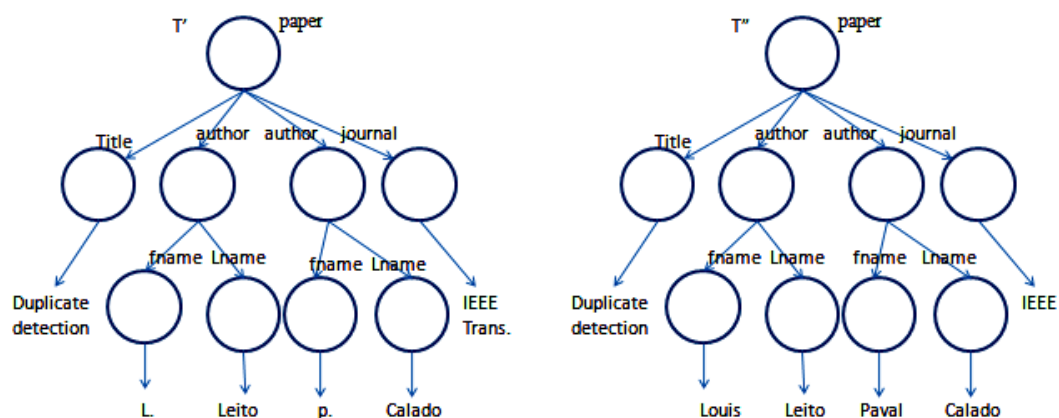 T' paper
Title author author journal
fname Lname fname Lname
Duplicate detection
IEEE Trans.
L. Leito p. Calado
T" paper
Title author author journal
fname Lname fname Lname
Duplicate detection
IEEE
Louis Leito Paval Calado